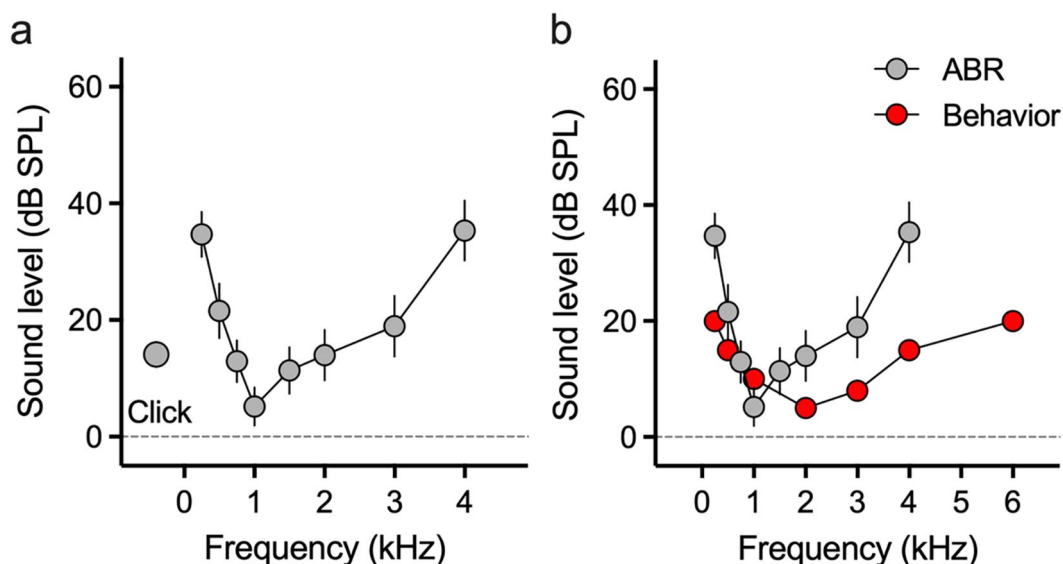 a
Sound level (dB SPL)
60
40
20
0
Click
0 1 2 3 4
Frequency (kHz)
b
ABR
Behavior
Sound level (dB SPL)
60
40
20
0
0 1 2 3 4 5 6
Frequency (kHz)